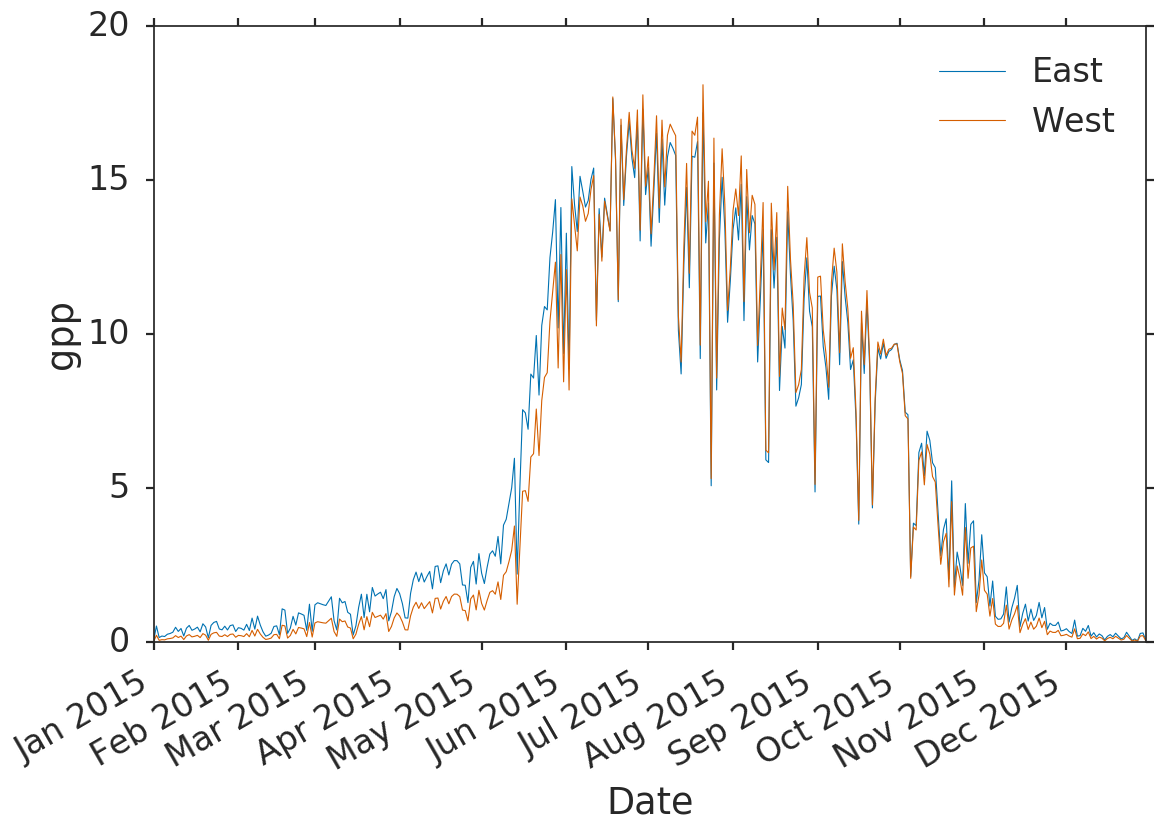 20
15
10
5
0
gpp
East
West
Jan 2015
Feb 2015
Mar 2015
Apr 2015
May 2015
Jun 2015
Jul 2015
Aug 2015
Sep 2015
Oct 2015
Nov 2015
Dec 2015
Date